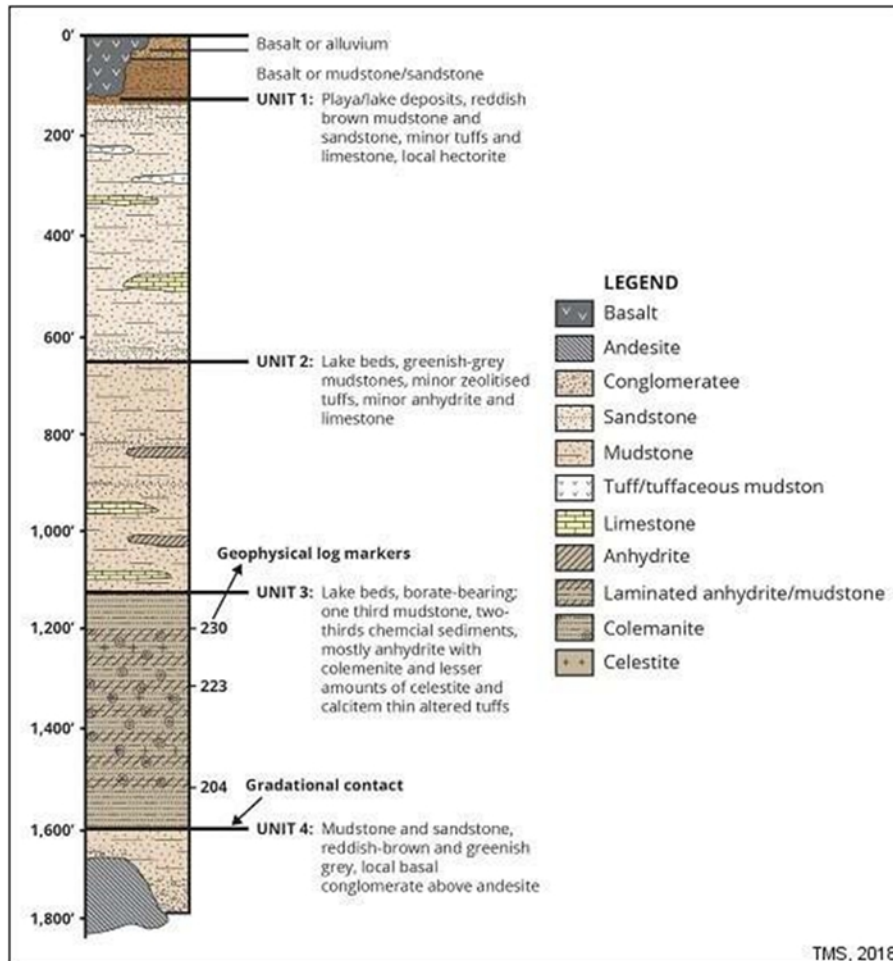 0’
Basalt or alluvium
Basalt or mudstone/sandstone
UNIT 1: Playa/lake deposits, reddish
brown mudstone and
sandstone, minor tuffs and
limestone, local hectorite
200’
400’
600’
UNIT 2: Lake beds, greenish-grey
mudstones, minor zeolitised
tuffs, minor anhydrite and
limestone
800’
1,000’
Geophysical log markers
UNIT 3: Lake beds, borate-bearing;
one third mudstone, two-
thirds chemcial sediments,
mostly anhydrite with
colemenite and lesser
amounts of celestite and
calcitem thin altered tuffs
1,200’
230
223
1,400’
204
Gradational contact
1,600’
UNIT 4: Mudstone and sandstone,
reddish-brown and greenish
grey, local basal
conglomerate above andesite
1,800’
LEGEND
Basalt
Andesite
Conglomeratee
Sandstone
Mudstone
Tuff/tuffaceous mudston
Limestone
Anhydrite
Laminated anhydrite/mudstone
Colemanite
Celestite
TMS, 2018